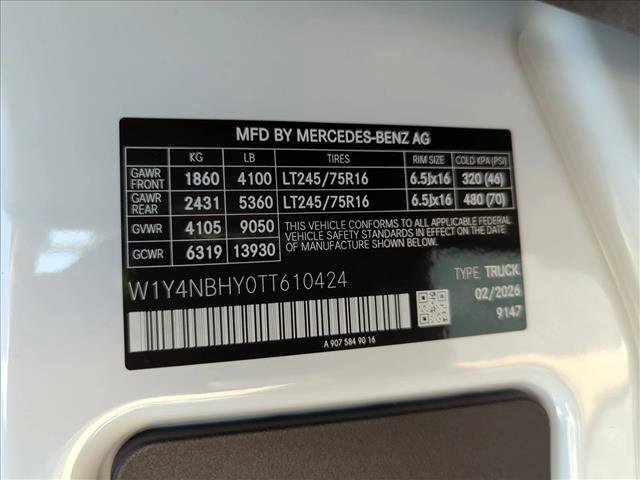 MFD BY MERCEDES-BENZ AG
KG LB TIRES RIM SIZE COLD KPA (PSI)
GAWR FRONT 1860 4100 LT245/75R16 6.5Jx16 320 (46)
GAWR REAR 2431 5360 LT245/75R16 6.5Jx16 480 (70)
GVWR 4105 9050 THIS VEHICLE CONFORMS TO ALL APPLICABLE FEDERAL MOTOR
VEHICLE SAFETY STANDARDS IN EFFECT ON THE DATE OF
MANUFACTURE SHOWN ABOVE.
GCWR 6319 13930
W1Y4NBHY0TT610424
TYPE TRUCK
02/2026
9147
A 907 584 90 16